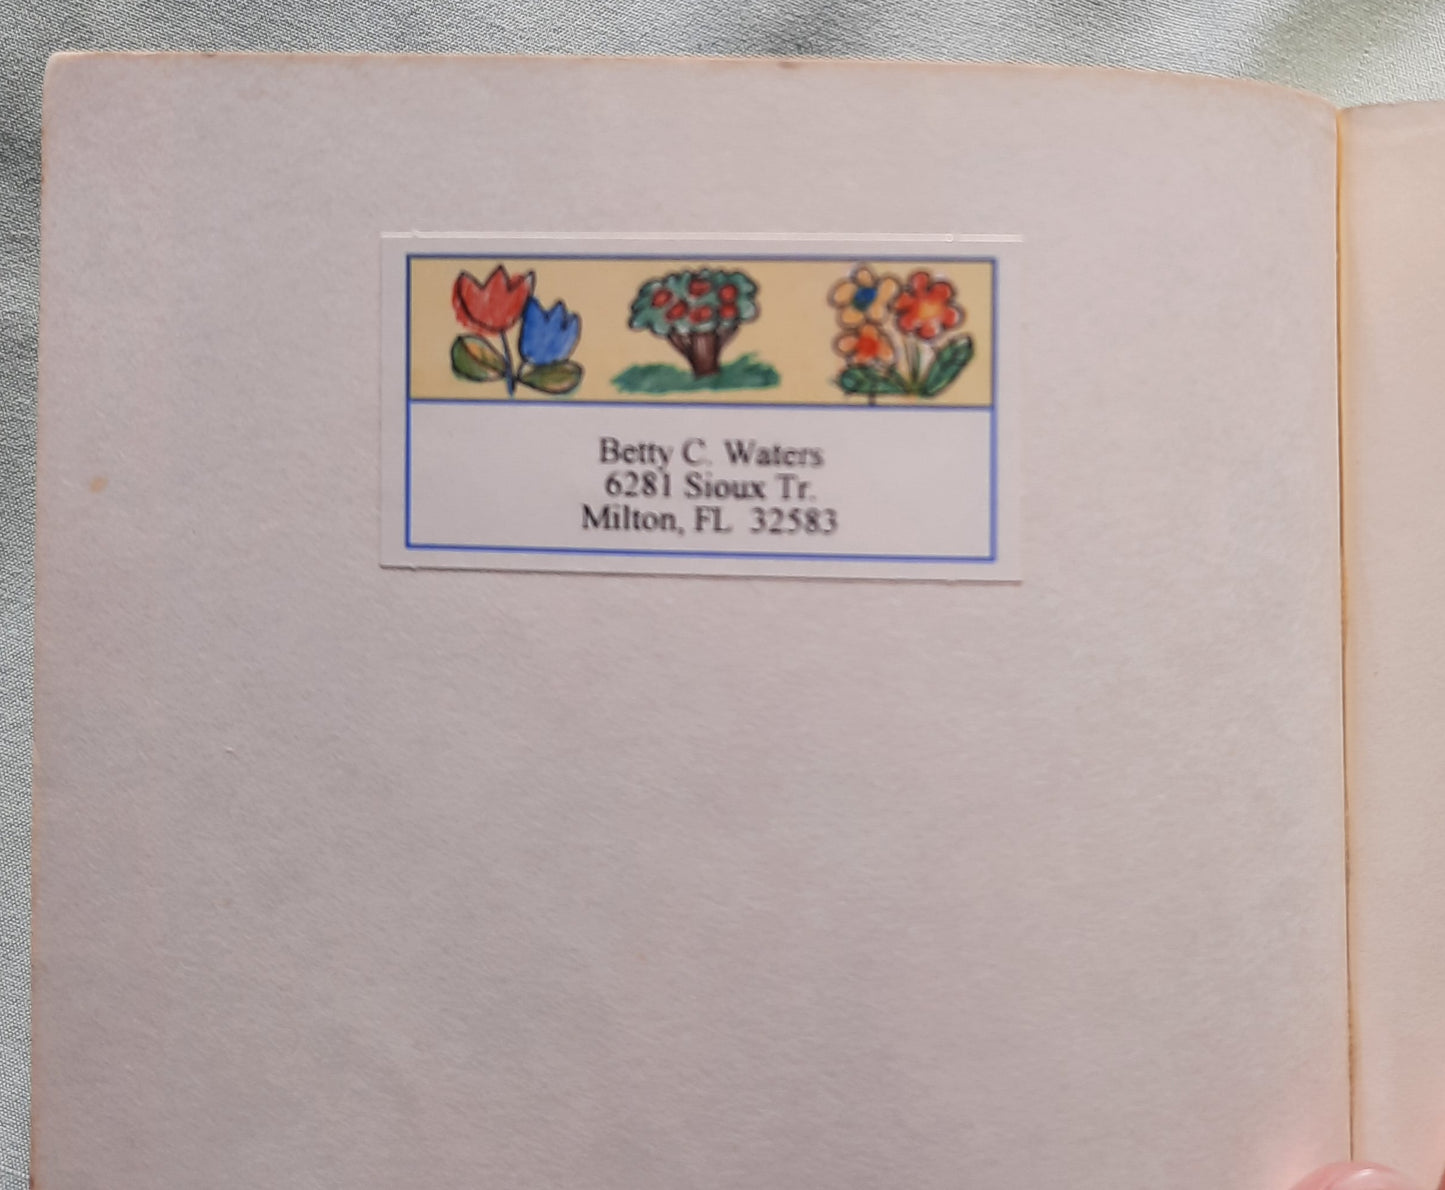 Betty C. Waters
6281 Sioux Tr.
Milton, FL  32583